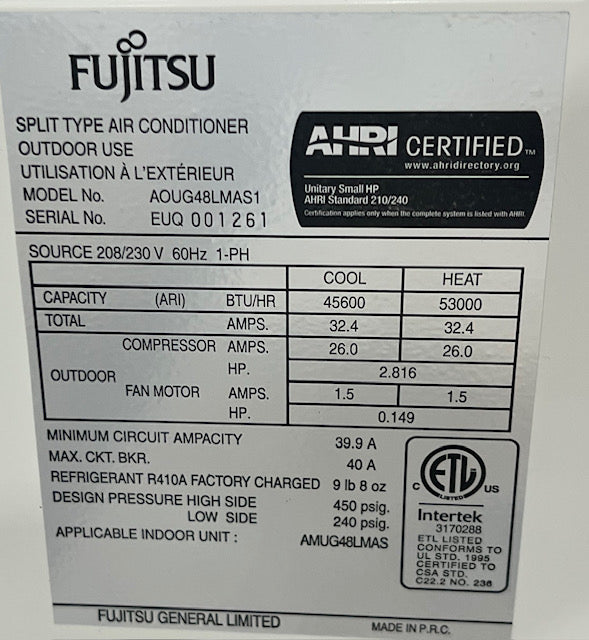 FUJITSU
SPLIT TYPE AIR CONDITIONER
OUTDOOR USE
UTILISATION À L'EXTÉRIEUR
MODEL No. AOUG48LMAS1
SERIAL No. EUQ 001261
AHRI CERTIFIED™
www.ahridirectory.org
Unitary Small HP
AHRI Standard 210/240
Certification applies only when the complete system is listed with AHRI.
SOURCE 208/230 V 60Hz 1-PH
COOL HEAT
CAPACITY (ARI) BTU/HR 45600 53000
TOTAL AMPS. 32.4 32.4
COMPRESSOR AMPS. 26.0 26.0
HP. 2.816
OUTDOOR
FAN MOTOR AMPS. 1.5 1.5
HP. 0.149
MINIMUM CIRCUIT AMPACITY 39.9 A
MAX. CKT. BKR. 40 A
REFRIGERANT R410A FACTORY CHARGED 9 lb 8 oz
DESIGN PRESSURE HIGH SIDE 450 psig.
LOW SIDE 240 psig.
APPLICABLE INDOOR UNIT : AMUG48LMAS
C ETL US
LISTED
Intertek
3170288
ETL LISTED
CONFORMS TO
UL STD. 1995
CERTIFIED TO
CSA STD.
C22.2 NO. 236
FUJITSU GENERAL LIMITED
MADE IN P.R.C.